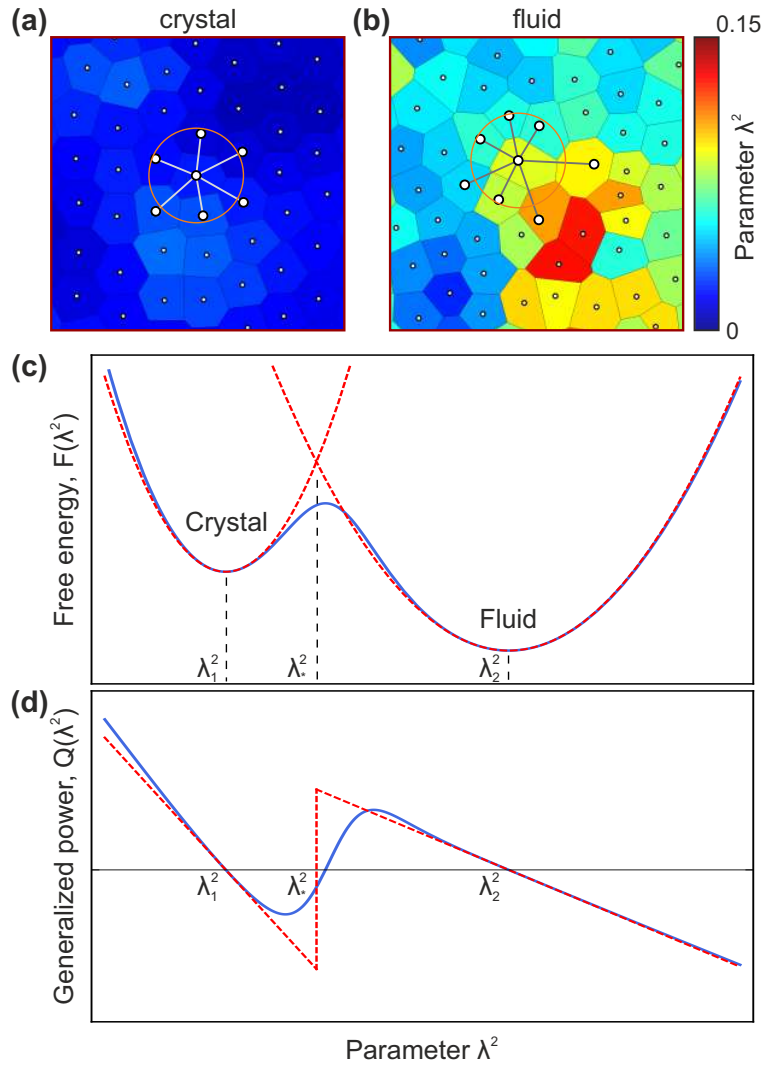 (a) crystal
(b) fluid
0.15
Parameter λ²
0
(c)
Free energy, F(λ²)
Crystal
Fluid
λ₁² λ⁎² λ₂²
(d)
Generalized power, Q(λ²)
λ₁² λ⁎² λ₂²
Parameter λ²